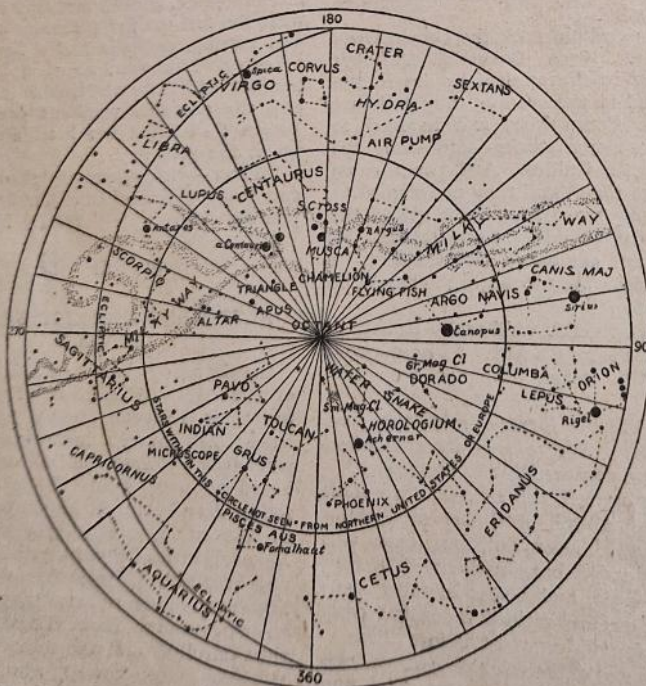 180
CRATER
CORVUS
Spica
ECLIPTIC
VIRGO
HYDRA
SEXTANS
LIBRA
AIR PUMP
LUPUS
CENTAURUS
S.CROSS
η Argus
MILKY WAY
Antares
α Centauri
MUSCA
SCORPIO
CHAMELION
CANIS MAJ
TRIANGLE
FLYING FISH
ARGO NAVIS
Sirius
KY WAY
APUS
ALTAR
OCTANT
Canopus
270
ECLIPTIC
90
SAGITTARIUS
Gr. Mag Cl
COLUMBA
ORION
WATER SNAKE
DORADO
LEPUS
PAVO
Sm. Mag. Cl
Rigel
INDIAN
TOUCAN
HOROLOGIUM
Achernar
MICROSCOPE
GRUS
CAPRICORNUS
PHOENIX
ERIDANUS
STARS WITHIN THIS CIRCLE NOT SEEN FROM NORTHERN UNITED STATES OR EUROPE
PISCES AUS
Fomalhaut
CETUS
AQUARIUS
ECLIPTIC
360